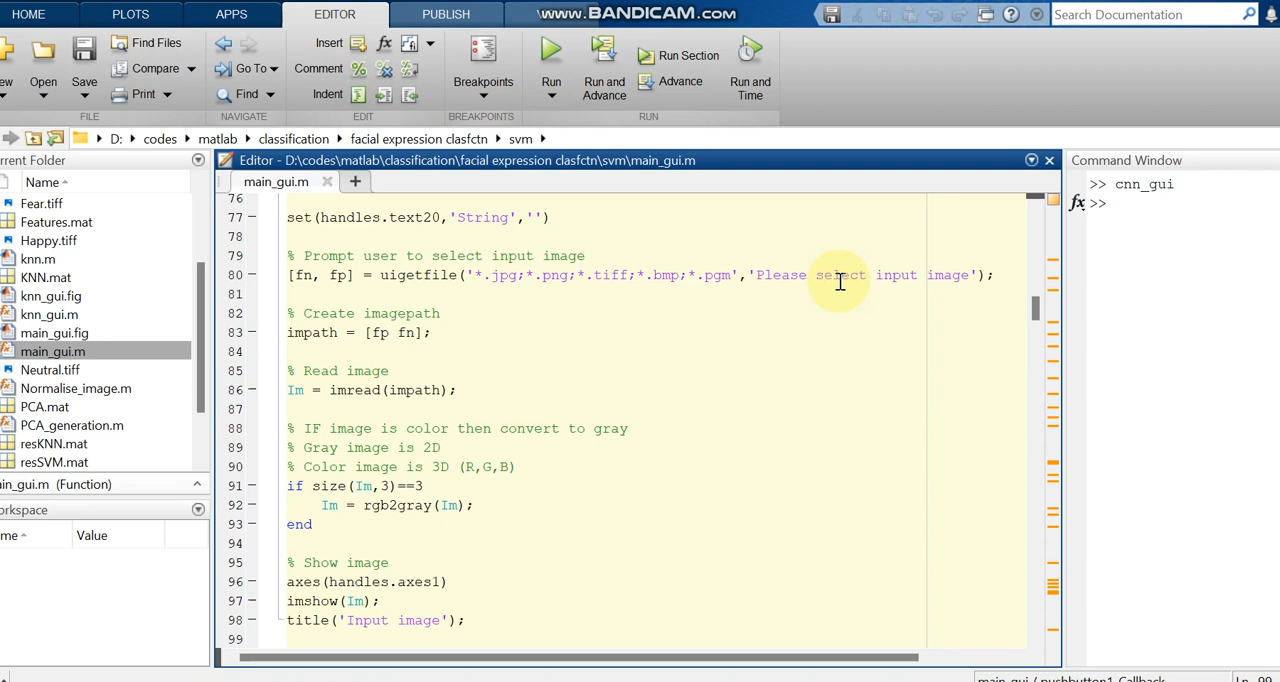 HOME PLOTS APPS EDITOR PUBLISH www.BANDICAM.com Search Documentation
Find Files Insert fx Run Section
Compare Go To Comment Advance
Open Save Print Find Indent Breakpoints Run Run and Advance Run and Time
FILE NAVIGATE EDIT BREAKPOINTS RUN
D: codes matlab classification facial expression clasfctn svm
rrent Folder Editor - D:\codes\matlab\classification\facial expression clasfctn\svm\main_gui.m Command Window
Name main_gui.m + >> cnn_gui
fx >>
Fear.tiff
Features.mat
Happy.tiff
knn.m
KNN.mat
knn_gui.fig
knn_gui.m
main_gui.fig
main_gui.m
Neutral.tiff
Normalise_image.m
PCA.mat
PCA_generation.m
resKNN.mat
resSVM.mat
in_gui.m (Function)
orkspace
me Value
76
77 set(handles.text20,'String','')
78
79 % Prompt user to select input image
80 [fn, fp] = uigetfile('*.jpg;*.png;*.tiff;*.bmp;*.pgm','Please select input image');
81
82 % Create imagepath
83 impath = [fp fn];
84
85 % Read image
86 Im = imread(impath);
87
88 % IF image is color then convert to gray
89 % Gray image is 2D
90 % Color image is 3D (R,G,B)
91 if size(Im,3)==3
92 Im = rgb2gray(Im);
93 end
94
95 % Show image
96 axes(handles.axes1)
97 imshow(Im);
98 title('Input image');
99
main_gui / pushbutton1_Callback Ln 99